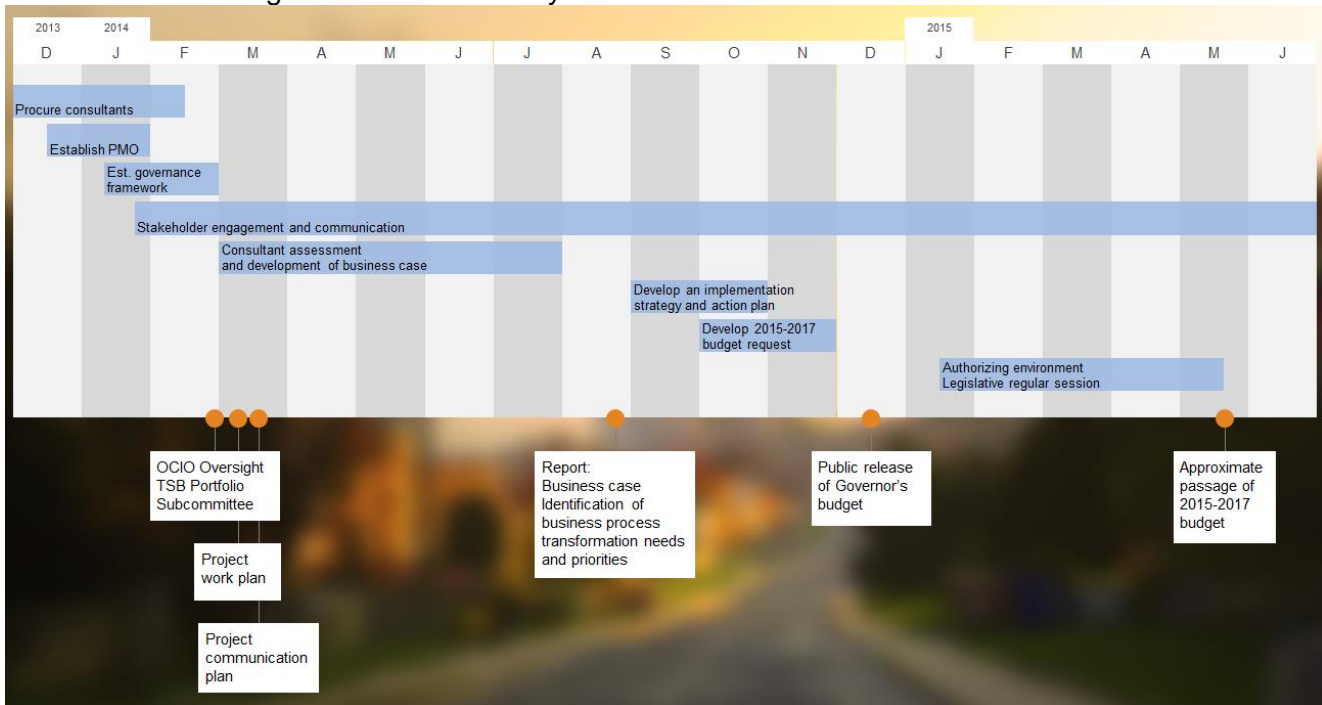 2013 2014 2015
D J F M A M J J A S O N D J F M A M J
Procure consultants
Establish PMO
Est. governance
framework
Stakeholder engagement and communication
Consultant assessment
and development of business case
Develop an implementation
strategy and action plan
Develop 2015-2017
budget request
Authorizing environment
Legislative regular session
OCIO Oversight
TSB Portfolio
Subcommittee
Project
work plan
Project
communication
plan
Report:
Business case
Identification of
business process
transformation needs
and priorities
Public release
of Governor's
budget
Approximate
passage of
2015-2017
budget